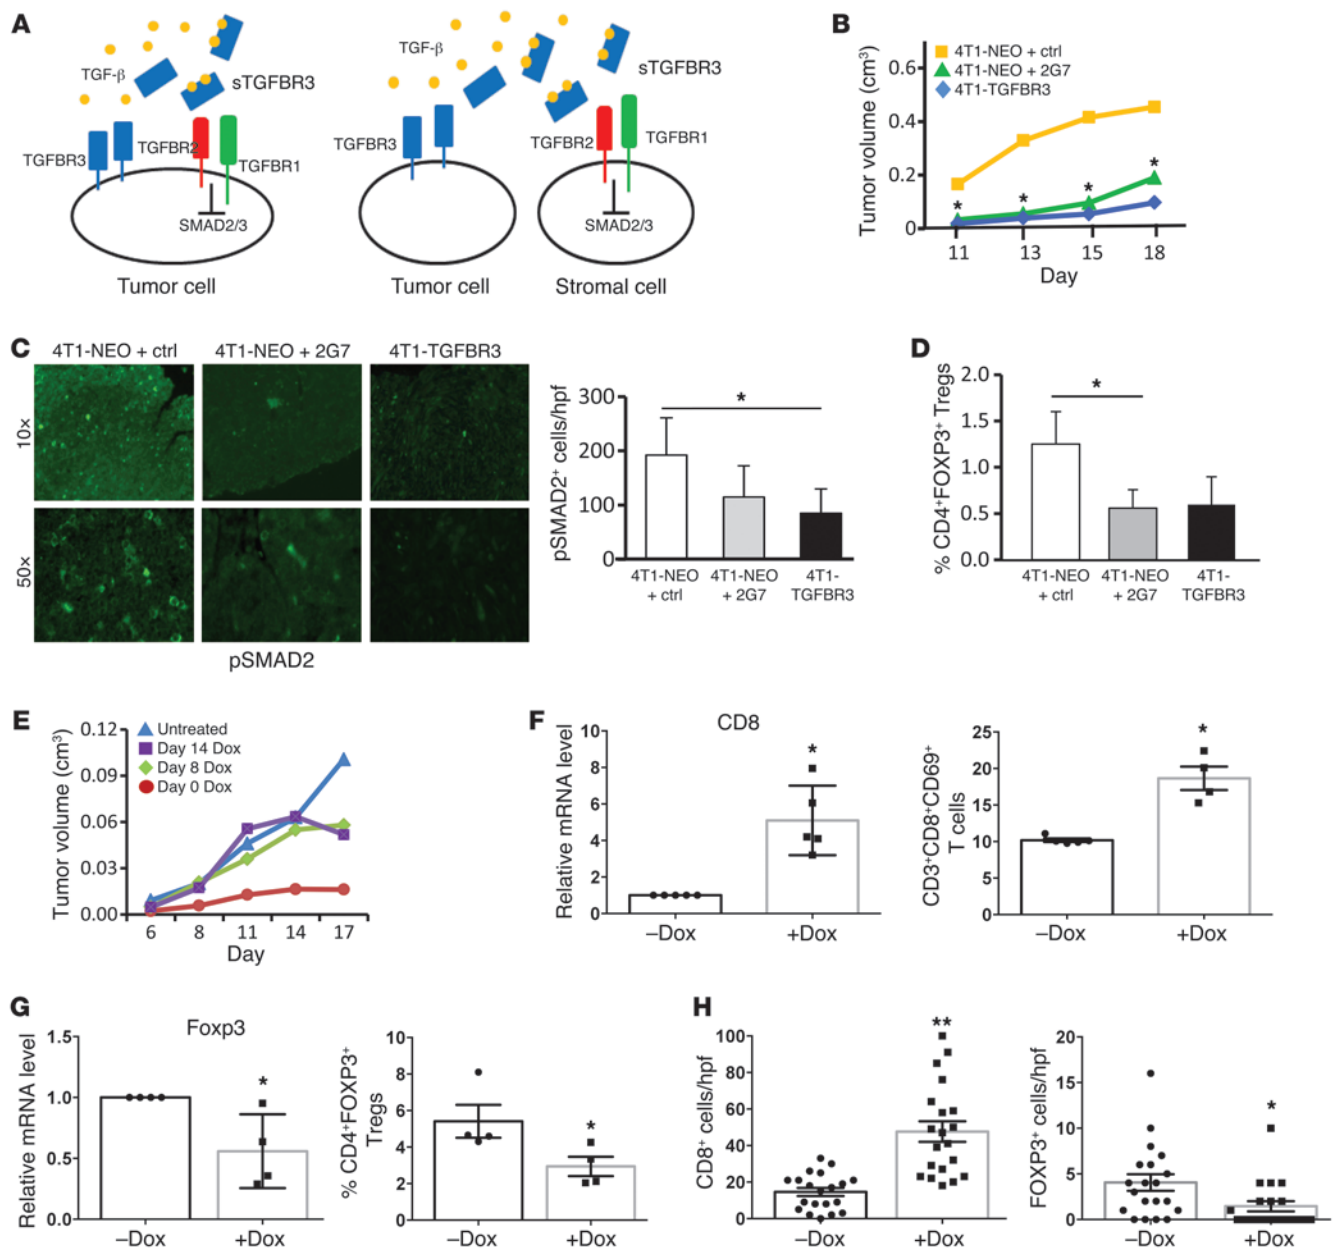 A
TGF-β
sTGFBR3
TGFBR3
TGFBR2
TGFBR1
SMAD2/3
Tumor cell
TGF-β
sTGFBR3
TGFBR3
TGFBR2
TGFBR1
SMAD2/3
Tumor cell
Stromal cell
B
4T1-NEO + ctrl
4T1-NEO + 2G7
4T1-TGFBR3
Tumor volume (cm³)
0.6
0.4
0.2
0
* * * *
11 13 15 18
Day
C
4T1-NEO + ctrl 4T1-NEO + 2G7 4T1-TGFBR3
10x
50x
pSMAD2
pSMAD2⁺ cells/hpf
300
200
100
0
*
4T1-NEO + ctrl
4T1-NEO + 2G7
4T1-TGFBR3
D
% CD4⁺FOXP3⁺ Tregs
2.0
1.5
1.0
0.5
0.0
*
4T1-NEO + ctrl
4T1-NEO + 2G7
4T1-TGFBR3
E
Tumor volume (cm³)
0.12
0.09
0.06
0.03
0.00
Untreated
Day 14 Dox
Day 8 Dox
Day 0 Dox
6 8 11 14 17
Day
F
CD8
Relative mRNA level
10
8
6
4
2
0
*
–Dox +Dox
CD3⁺CD8⁺CD69⁺
T cells
25
20
15
10
5
0
*
–Dox +Dox
G
Foxp3
Relative mRNA level
1.5
1.0
0.5
0.0
*
–Dox +Dox
% CD4⁺FOXP3⁺
Tregs
10
8
6
4
2
0
*
–Dox +Dox
H
CD8⁺ cells/hpf
100
80
60
40
20
0
**
–Dox +Dox
FOXP3⁺ cells/hpf
20
15
10
5
0
*
–Dox +Dox